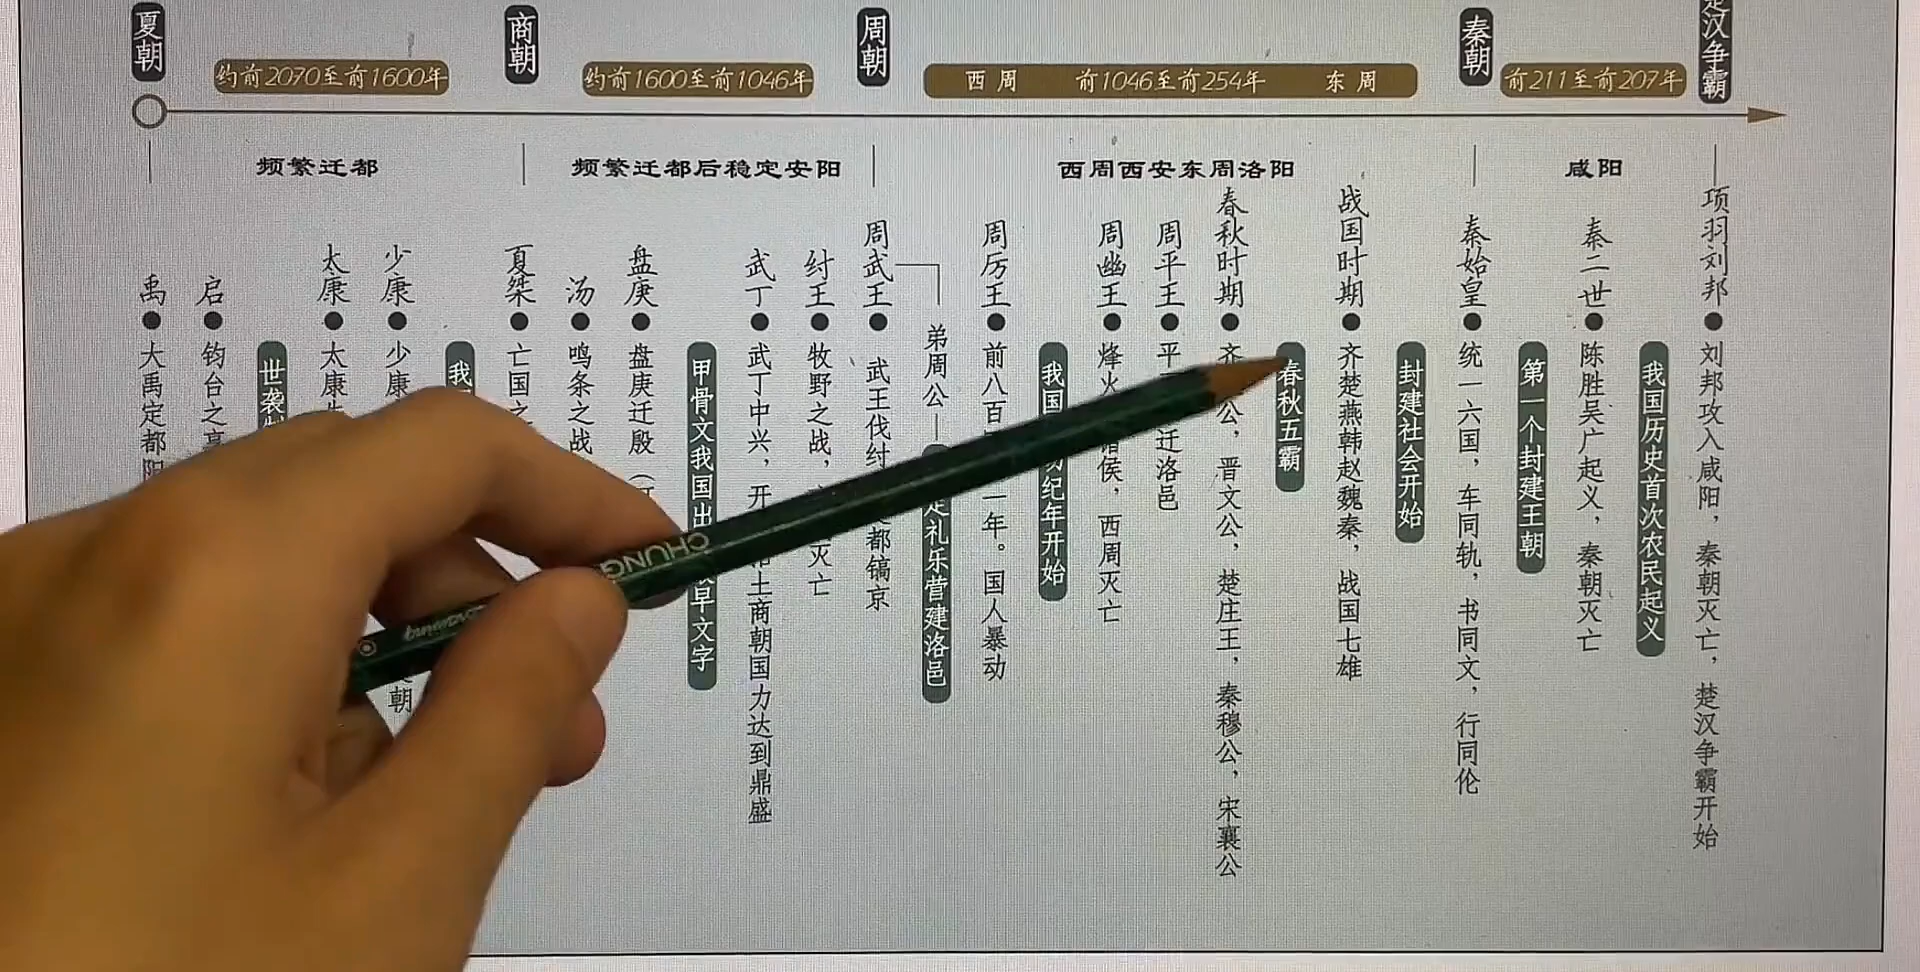 夏朝
约前2070至前1600年
商朝
约前1600至前1046年
周朝
西周 前1046至前254年 东周
秦朝
前211至前207年
汉争霸
频繁迁都
频繁迁都后稳定安阳
西周西安东周洛阳
咸阳
禹
大禹定都阳
启
钧台之享
世袭制
太康
太康失
少康
少康
朝
我
夏桀
亡国之
汤
鸣条之战
盘庚
盘庚迁殷
甲骨文我国出
早文字
武丁
武丁中兴，开
土商朝国力达到鼎盛
纣王
牧野之战，
灭亡
周武王
武王伐纣
都镐京
弟周公
定礼乐营建洛邑
周厉王
前八百
一年。国人暴动
我国
纪年开始
周幽王
烽火
诸侯，西周灭亡
周平王
平
迁洛邑
春秋时期
齐
公，晋文公，楚庄王，秦穆公，宋襄公
春秋五霸
战国时期
齐楚燕韩赵魏秦，战国七雄
封建社会开始
秦始皇
统一六国，车同轨，书同文，行同伦
第一个封建王朝
秦二世
陈胜吴广起义，秦朝灭亡
我国历史首次农民起义
项羽刘邦
刘邦攻入咸阳，秦朝灭亡，楚汉争霸开始
CHUNG